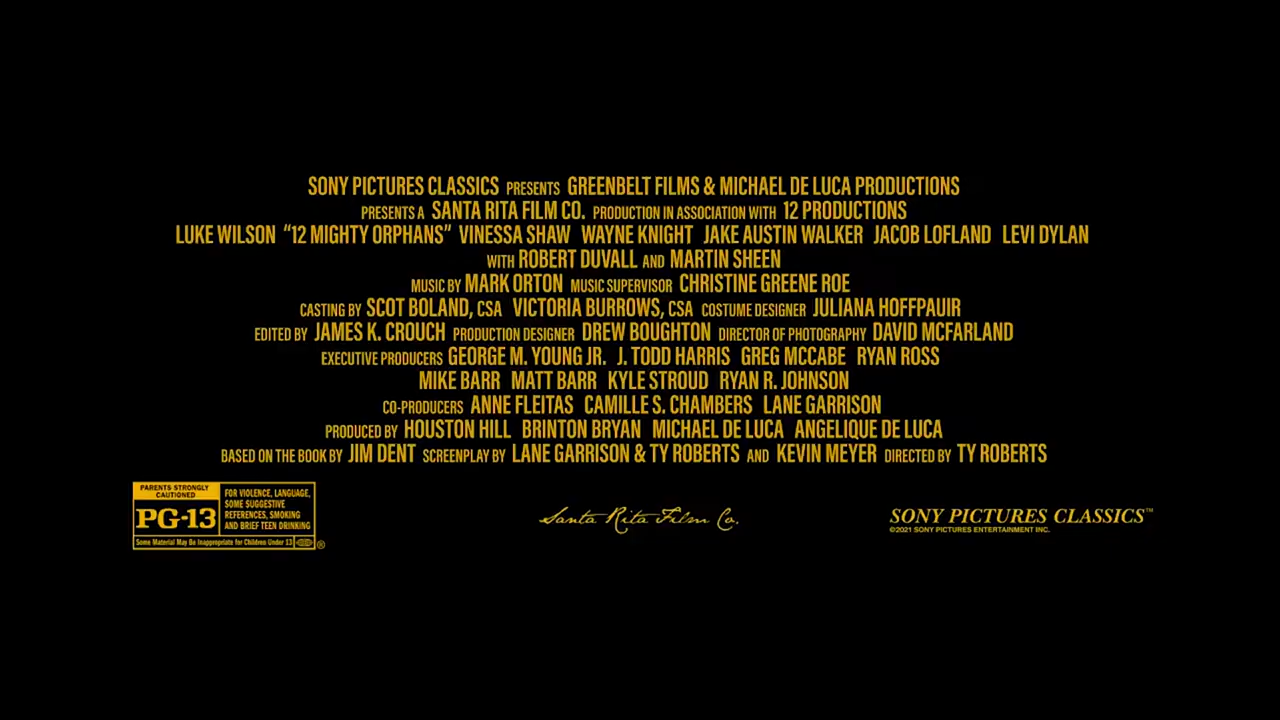 SONY PICTURES CLASSICS PRESENTS GREENBELT FILMS & MICHAEL DE LUCA PRODUCTIONS
PRESENTS A SANTA RITA FILM CO. PRODUCTION IN ASSOCIATION WITH 12 PRODUCTIONS
LUKE WILSON “12 MIGHTY ORPHANS” VINESSA SHAW WAYNE KNIGHT JAKE AUSTIN WALKER JACOB LOFLAND LEVI DYLAN
WITH ROBERT DUVALL AND MARTIN SHEEN
MUSIC BY MARK ORTON MUSIC SUPERVISOR CHRISTINE GREENE ROE
CASTING BY SCOT BOLAND, CSA VICTORIA BURROWS, CSA COSTUME DESIGNER JULIANA HOFFPAUIR
EDITED BY JAMES K. CROUCH PRODUCTION DESIGNER DREW BOUGHTON DIRECTOR OF PHOTOGRAPHY DAVID MCFARLAND
EXECUTIVE PRODUCERS GEORGE M. YOUNG JR. J. TODD HARRIS GREG MCCABE RYAN ROSS
MIKE BARR MATT BARR KYLE STROUD RYAN R. JOHNSON
CO-PRODUCERS ANNE FLEITAS CAMILLE S. CHAMBERS LANE GARRISON
PRODUCED BY HOUSTON HILL BRINTON BRYAN MICHAEL DE LUCA ANGELIQUE DE LUCA
BASED ON THE BOOK BY JIM DENT SCREENPLAY BY LANE GARRISON & TY ROBERTS AND KEVIN MEYER DIRECTED BY TY ROBERTS
PARENTS STRONGLY
CAUTIONED
PG-13
FOR VIOLENCE, LANGUAGE,
SOME SUGGESTIVE
REFERENCES, SMOKING
AND BRIEF TEEN DRINKING
Some Material May Be Inappropriate for Children Under 13
®
Santa Rita Film Co.
SONY PICTURES CLASSICS™
©2021 SONY PICTURES ENTERTAINMENT INC.